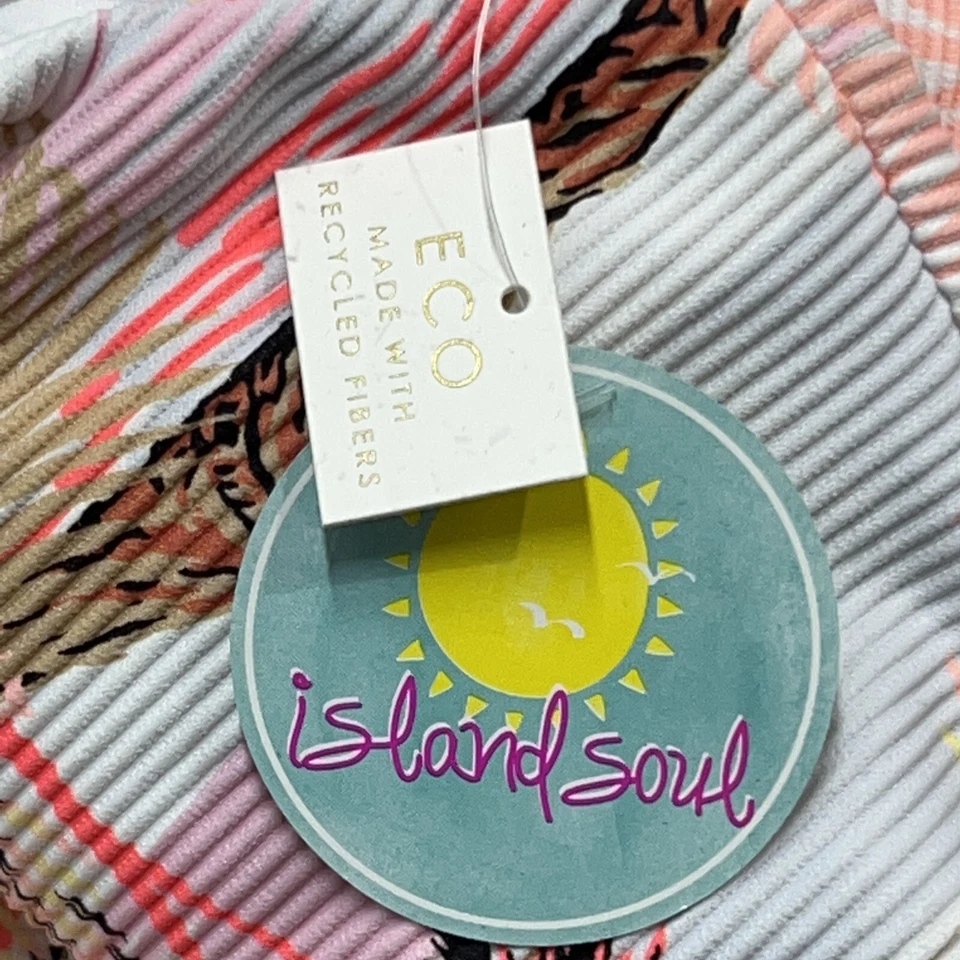 ECO
MADE WITH
RECYCLED FIBERS
island soul